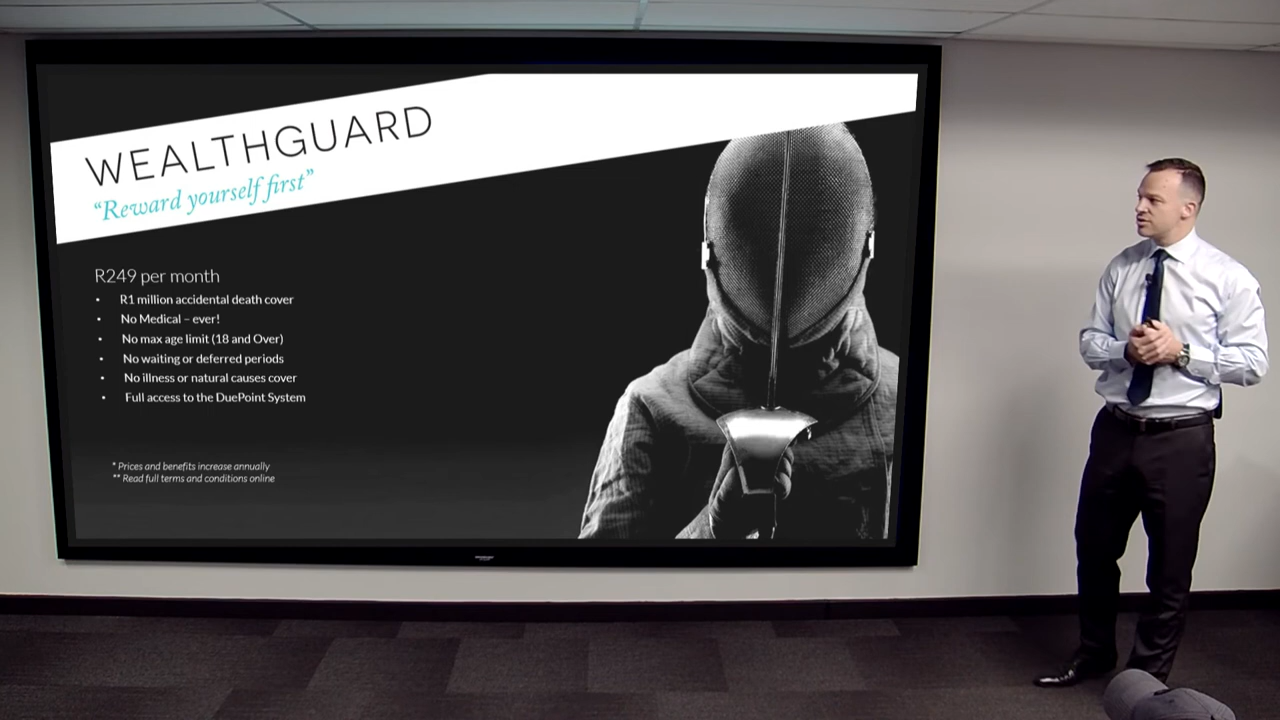 WEALTHGUARD
“Reward yourself first”
R249 per month
• R1 million accidental death cover
• No Medical – ever!
• No max age limit (18 and Over)
• No waiting or deferred periods
• No illness or natural causes cover
• Full access to the DuePoint System
* Prices and benefits increase annually
** Read full terms and conditions online